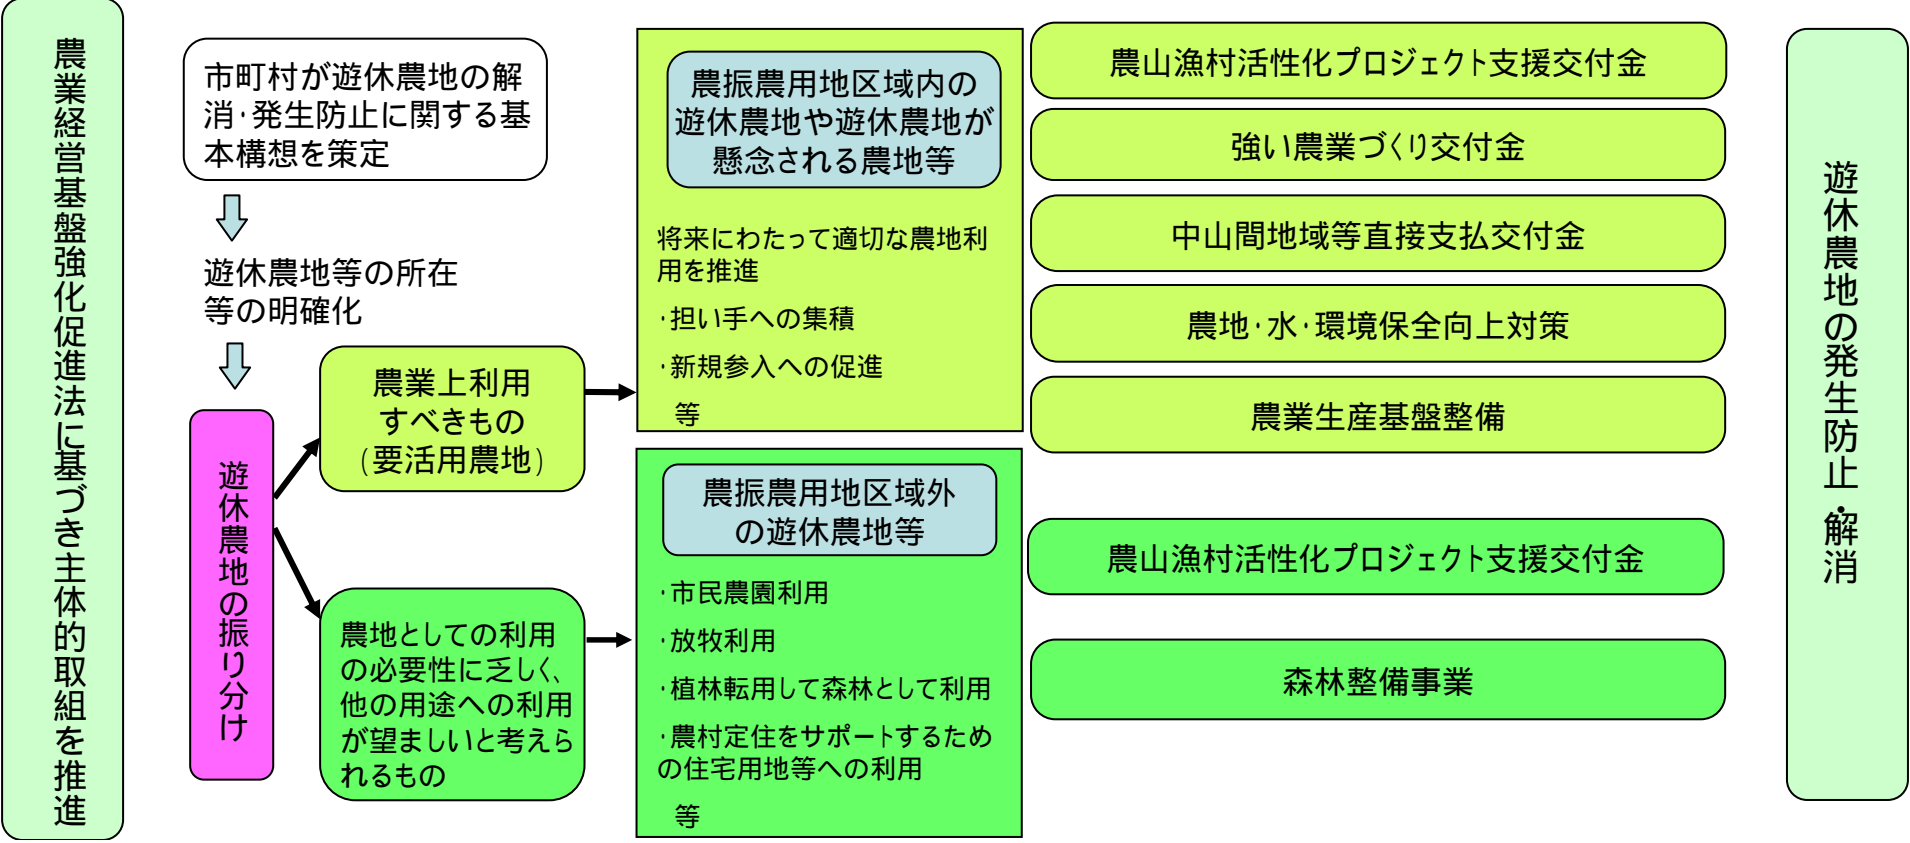 農業経営基盤強化促進法に基づき主体的取組を推進
市町村が遊休農地の解
消・発生防止に関する基
本構想を策定
遊休農地等の所在
等の明確化
遊休農地の振り分け
農業上利用
すべきもの
(要活用農地)
農地としての利用
の必要性に乏しく、
他の用途への利用
が望ましいと考えら
れるもの
農振農用地区域内の
遊休農地や遊休農地が
懸念される農地等
将来にわたって適切な農地利
用を推進
・担い手への集積
・新規参入への促進
等
農振農用地区域外
の遊休農地等
・市民農園利用
・放牧利用
・植林転用して森林として利用
・農村定住をサポートするため
の住宅用地等への利用
等
農山漁村活性化プロジェクト支援交付金
強い農業づくり交付金
中山間地域等直接支払交付金
農地・水・環境保全向上対策
農業生産基盤整備
農山漁村活性化プロジェクト支援交付金
森林整備事業
遊休農地の発生防止・解消